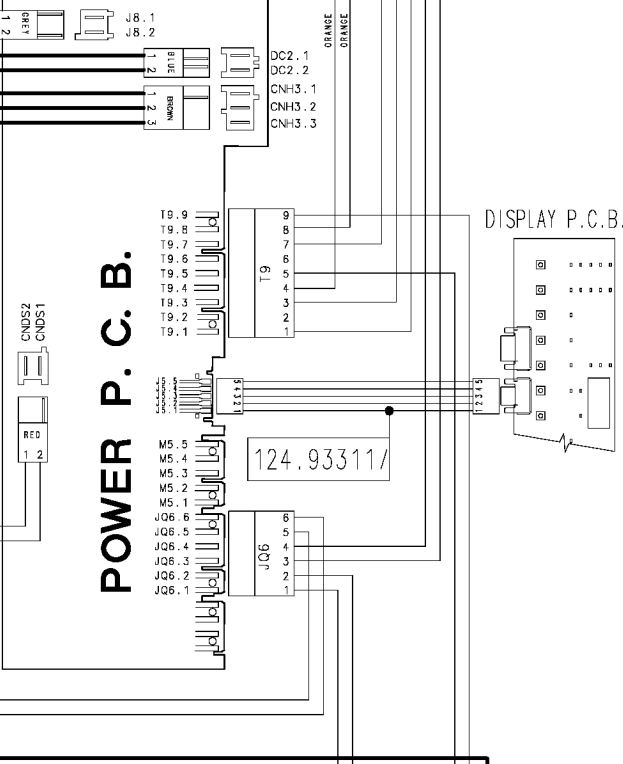 1 2
GREY
J8.1
J8.2
ORANGE
ORANGE
1 2
BLUE
DC2.1
DC2.2
1 2 3
BROWN
CNH3.1
CNH3.2
CNH3.3
T9.9
T9.8
T9.7
T9.6
T9.5
T9.4
T9.3
T9.2
T9.1
T9
9
8
7
6
5
4
3
2
1
DISPLAY P.C.B.
POWER P. C. B.
CNDS2
CNDS1
J5.5
J5.4
J5.3
J5.2
J5.1
5 4 3 2 1
1 2 3 4 5
RED
1 2
124.93311/
M5.5
M5.4
M5.3
M5.2
M5.1
JQ6.6
JQ6.5
JQ6.4
JQ6.3
JQ6.2
JQ6.1
JQ6
6
5
4
3
2
1